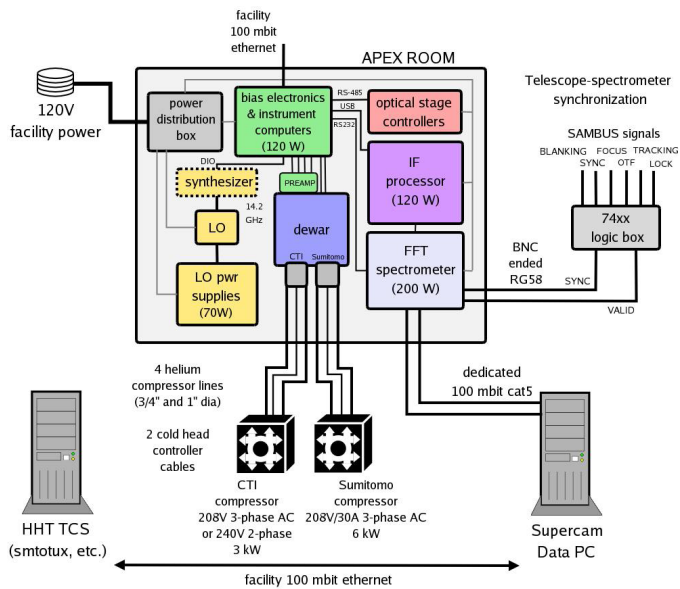 facility
100 mbit
ethernet
APEX ROOM
120V
facility power
power
distribution
box
bias electronics
& instrument
computers
(120 W)
RS-485
USB
RS232
optical stage
controllers
Telescope-spectrometer
synchronization
SAMBUS signals
BLANKING
FOCUS
TRACKING
SYNC
OTF
LOCK
DIO
synthesizer
PREAMP
IF
processor
(120 W)
14.2
GHz
LO
dewar
CTI
Sumitomo
74xx
logic box
FFT
spectrometer
(200 W)
BNC
ended
RG58
SYNC
VALID
LO pwr
supplies
(70W)
4 helium
compressor lines
(3/4" and 1" dia)
2 cold head
controller
cables
dedicated
100 mbit cat5
CTI
compressor
208V 3-phase AC
or 240V 2-phase
3 kW
Sumitomo
compressor
208V/30A 3-phase AC
6 kW
HHT TCS
(smtotux, etc.)
Supercam
Data PC
facility 100 mbit ethernet